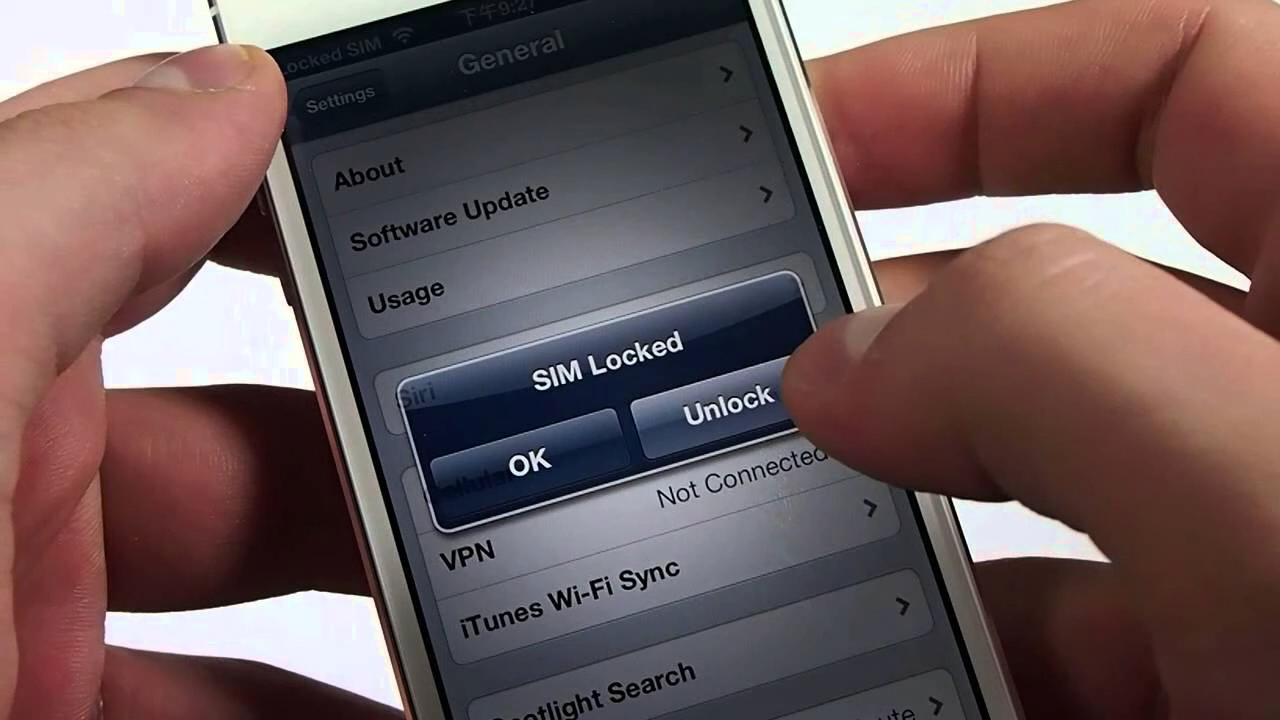 下午9:27
Locked SIM
General
Settings
About
Software Update
Usage
Siri
SIM Locked
OK
Unlock
Not Connected
VPN
iTunes Wi-Fi Sync
Spotlight Search